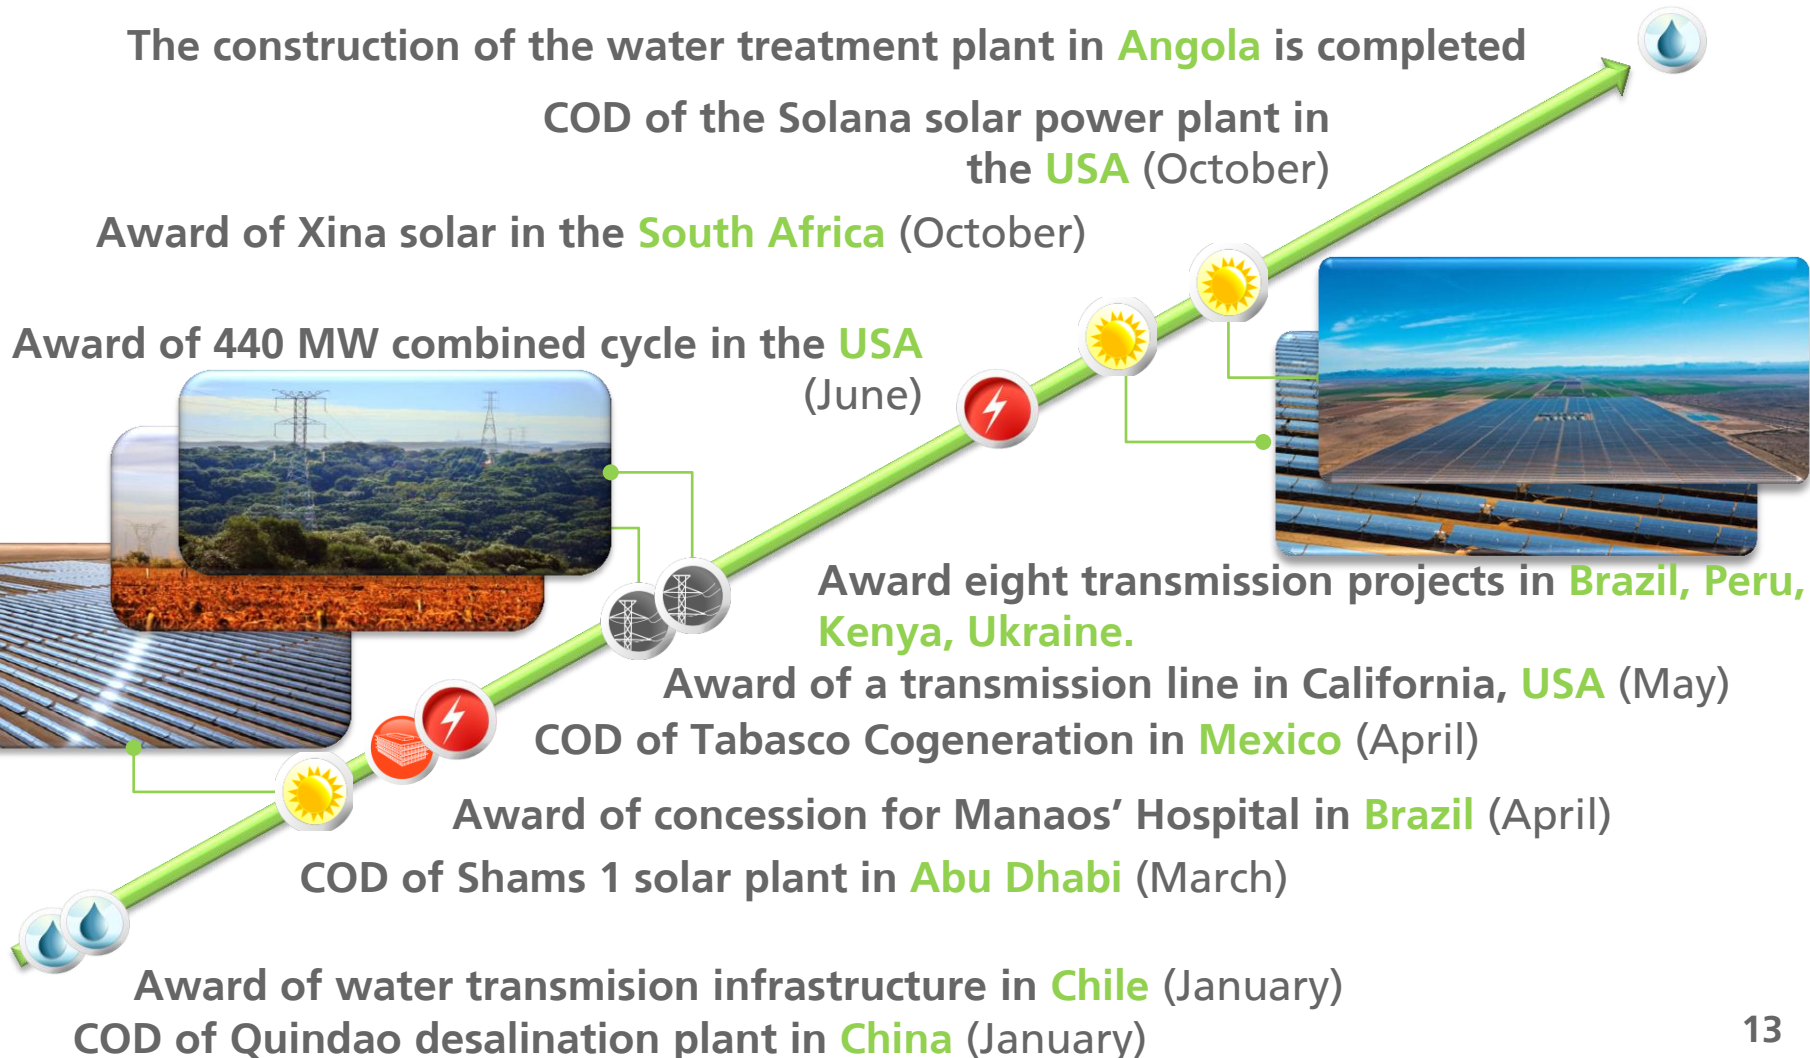 The construction of the water treatment plant in Angola is completed
COD of the Solana solar power plant in
the USA (October)
Award of Xina solar in the South Africa (October)
Award of 440 MW combined cycle in the USA
(June)
Award eight transmission projects in Brazil, Peru,
Kenya, Ukraine.
Award of a transmission line in California, USA (May)
COD of Tabasco Cogeneration in Mexico (April)
Award of concession for Manaos’ Hospital in Brazil (April)
COD of Shams 1 solar plant in Abu Dhabi (March)
Award of water transmision infrastructure in Chile (January)
COD of Quindao desalination plant in China (January)
13